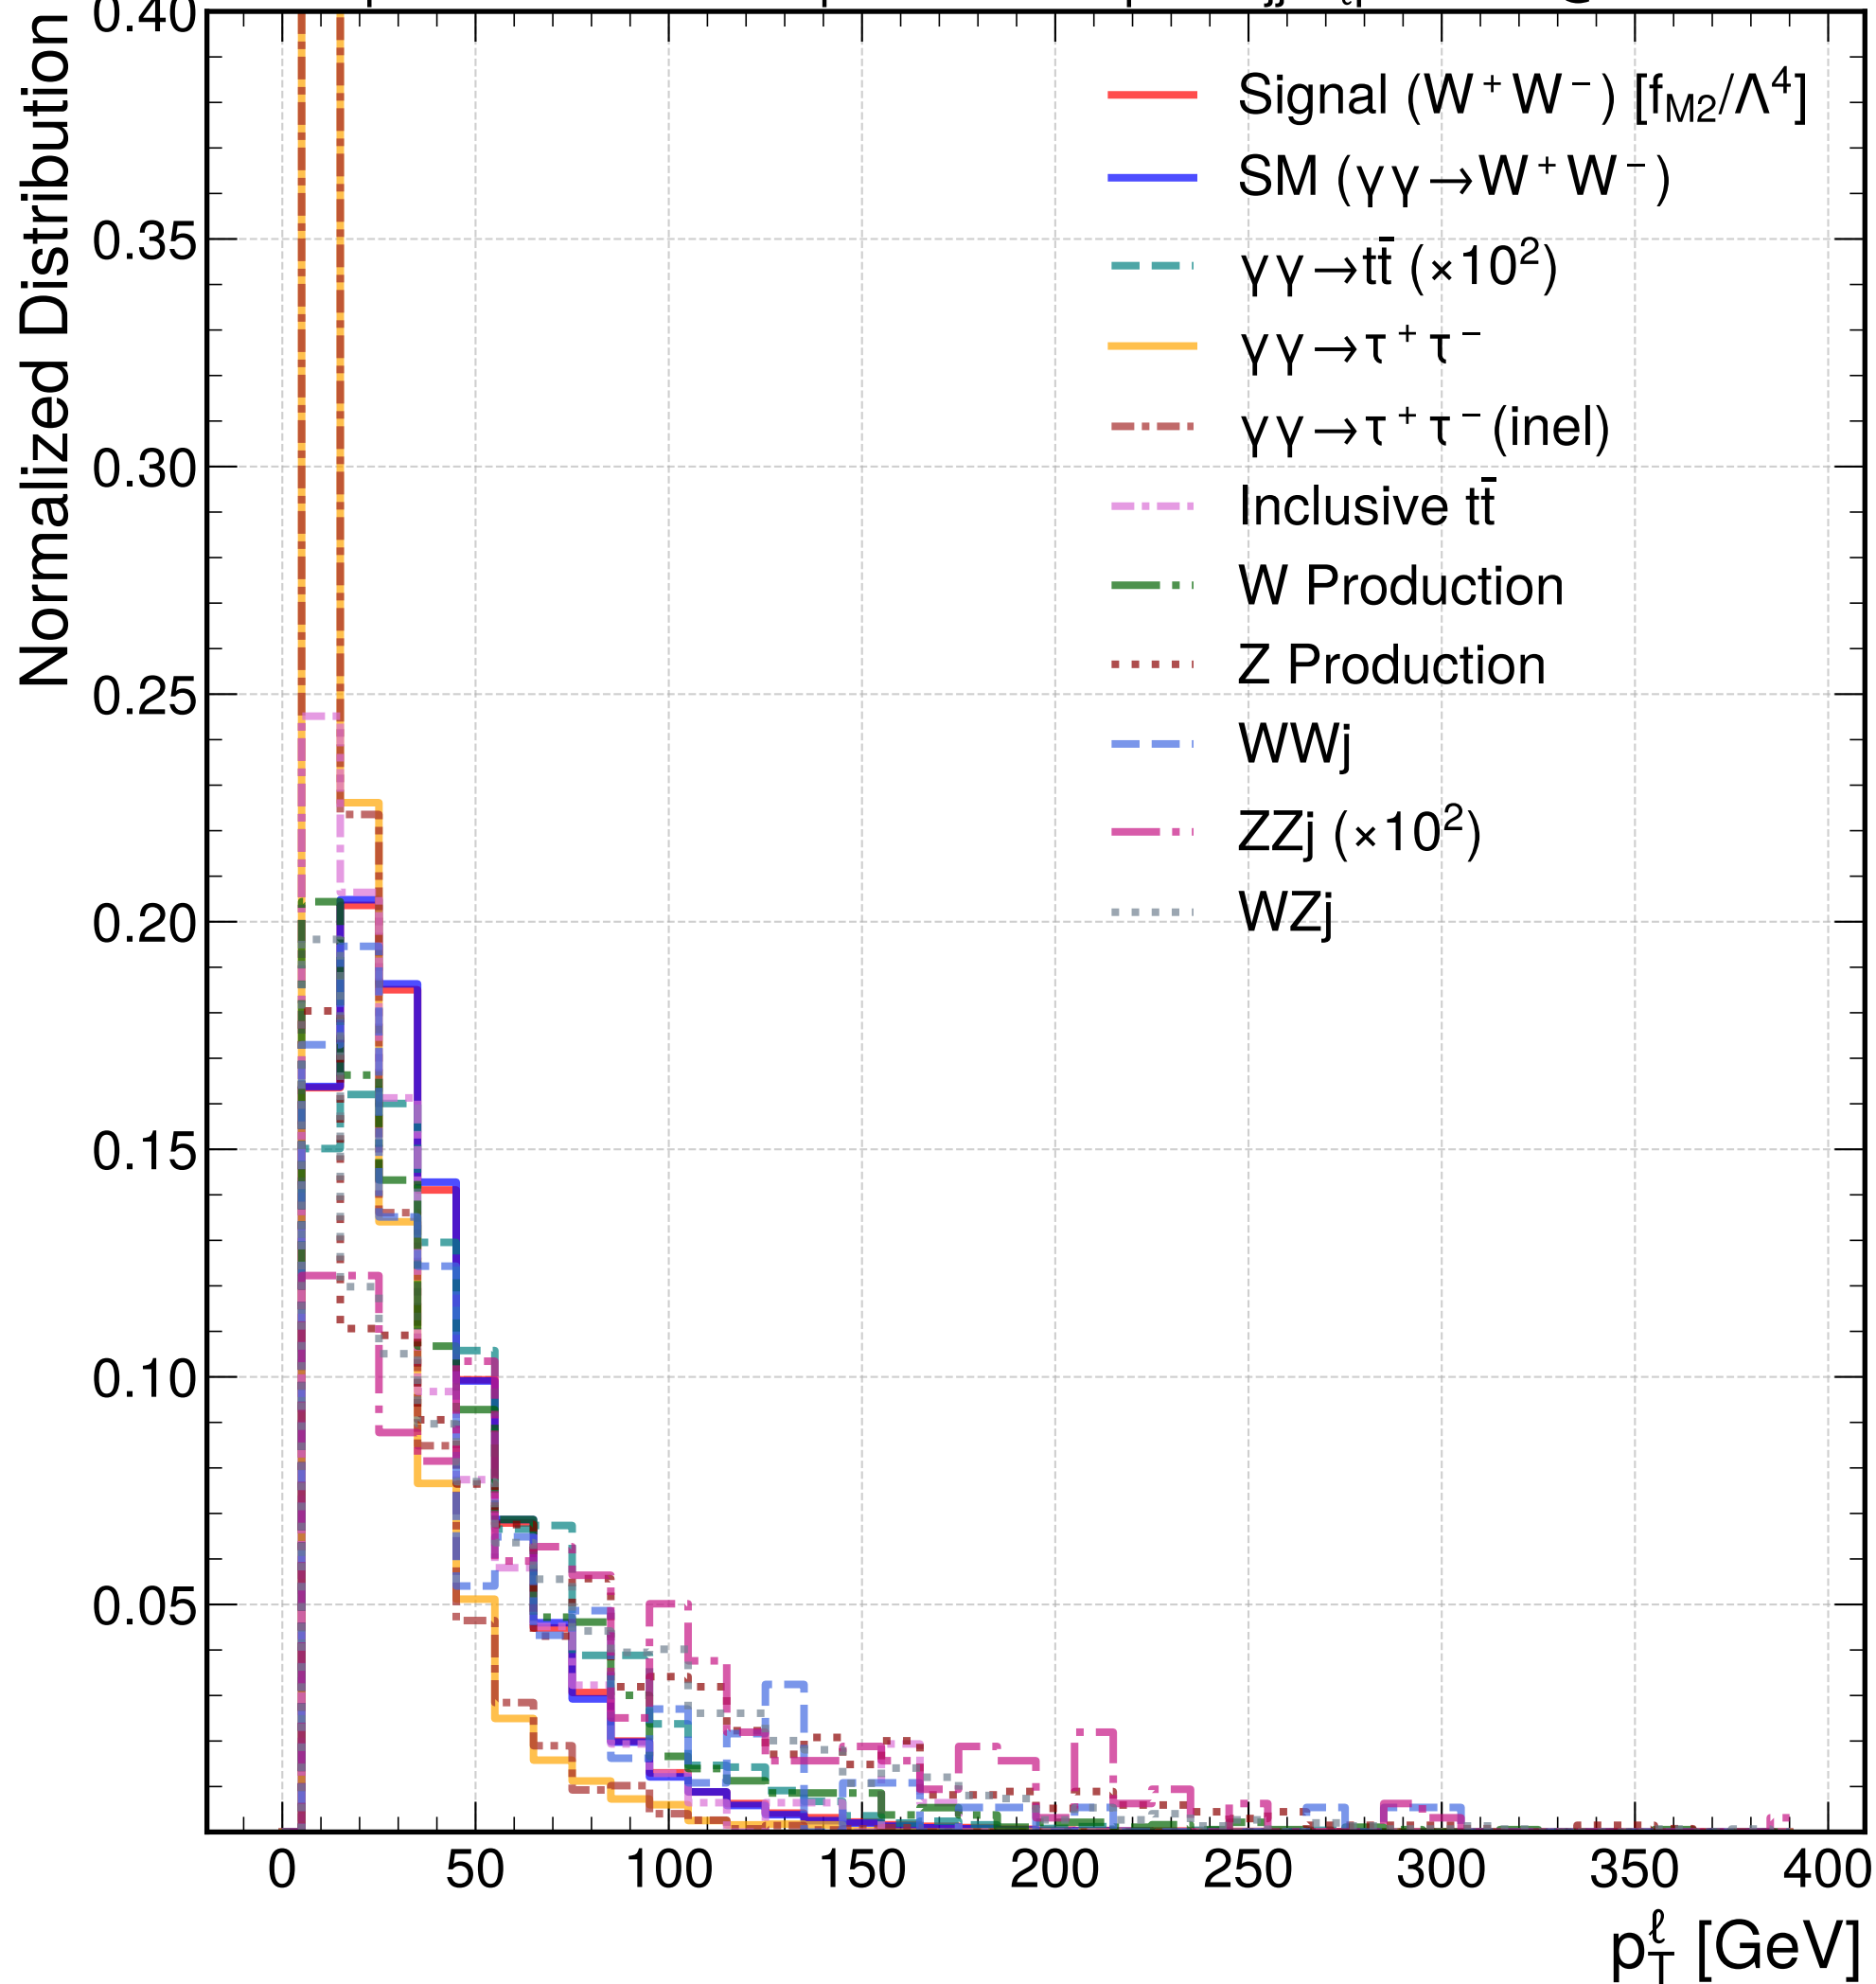 Normalized Distribution
0.40
0.35
0.30
0.25
0.20
0.15
0.10
0.05
Signal (W⁺W⁻) [f_M2/Λ⁴]
SM (γγ→W⁺W⁻)
γγ→tt̄ (×10²)
γγ→τ⁺τ⁻
γγ→τ⁺τ⁻(inel)
Inclusive tt̄
W Production
Z Production
WWj
ZZj (×10²)
WZj
0 50 100 150 200 250 300 350 400
p_T^ℓ [GeV]